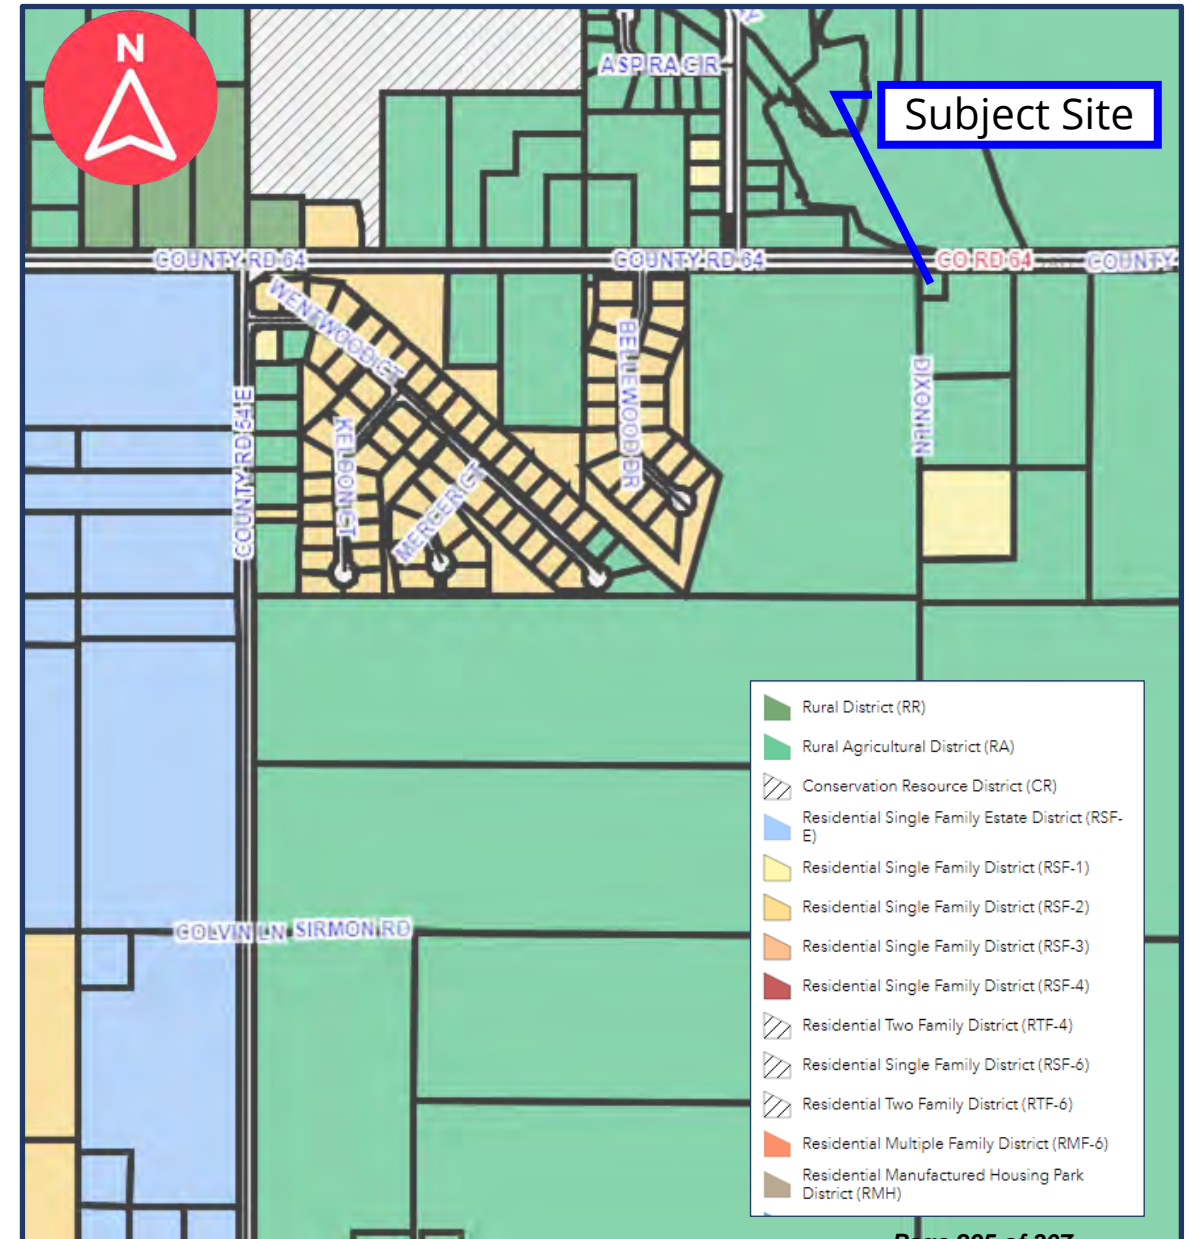 N
ASPIRA CIR
Subject Site
COUNTY RD 64
COUNTY RD 64
CO RD 64
COUNTY
WENTWOOD CT
BELLEWOOD DR
DIXON LN
COUNTY RD 54 E
KELDON CT
MERCER CT
COLVIN LN
SIRMON RD
Rural District (RR)
Rural Agricultural District (RA)
Conservation Resource District (CR)
Residential Single Family Estate District (RSF-
E)
Residential Single Family District (RSF-1)
Residential Single Family District (RSF-2)
Residential Single Family District (RSF-3)
Residential Single Family District (RSF-4)
Residential Two Family District (RTF-4)
Residential Single Family District (RSF-6)
Residential Two Family District (RTF-6)
Residential Multiple Family District (RMF-6)
Residential Manufactured Housing Park
District (RMH)